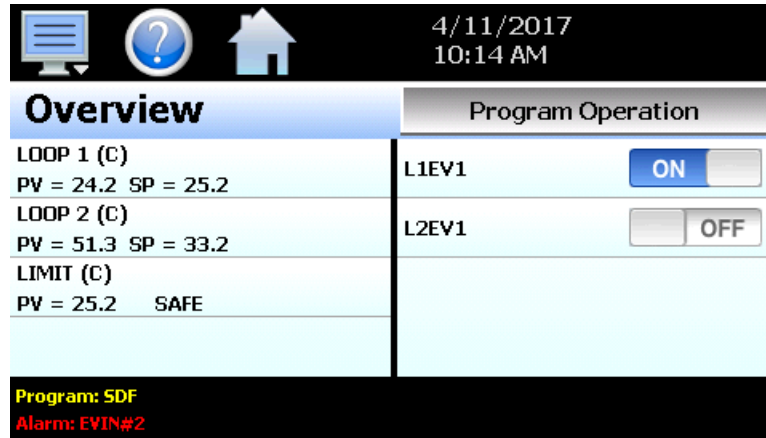 ?
4/11/2017
10:14 AM
Overview
Program Operation
LOOP 1 (C)
PV = 24.2 SP = 25.2
LOOP 2 (C)
PV = 51.3 SP = 33.2
LIMIT (C)
PV = 25.2 SAFE
L1EV1 ON
L2EV1 OFF
Program: SDF
Alarm: EVIN#2